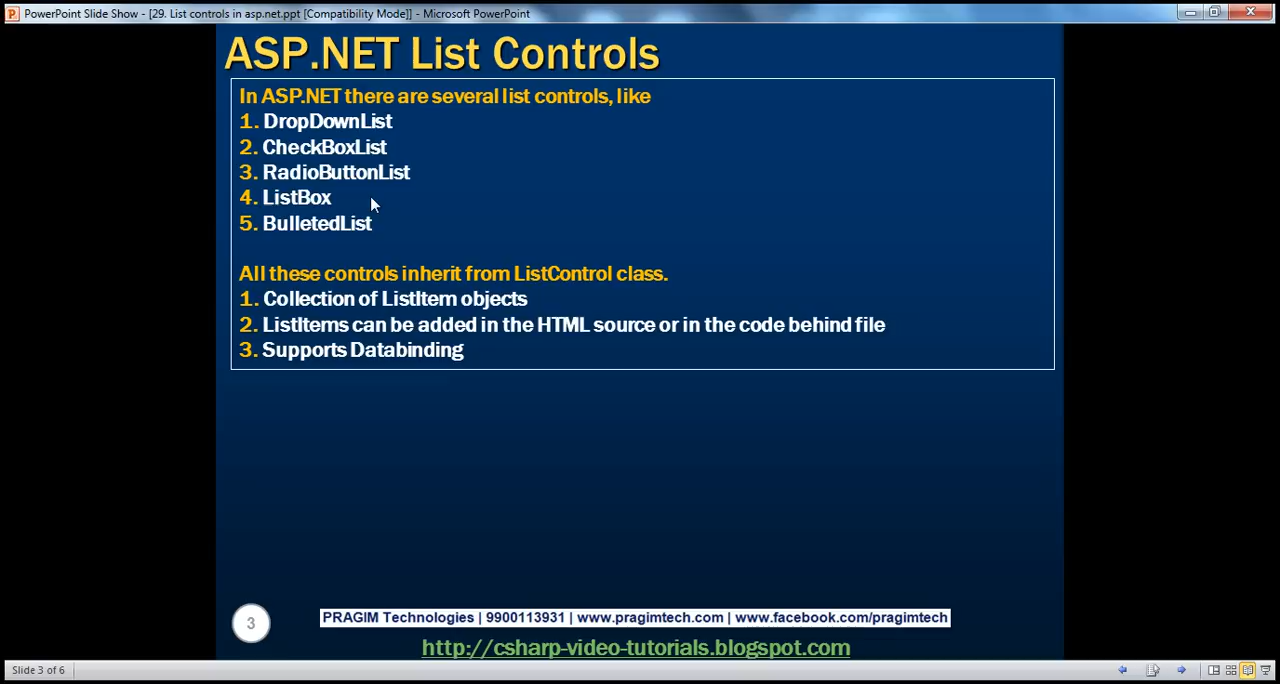 PowerPoint Slide Show - [29. List controls in asp.net.ppt [Compatibility Mode]] - Microsoft PowerPoint
ASP.NET List Controls
In ASP.NET there are several list controls, like
1. DropDownList
2. CheckBoxList
3. RadioButtonList
4. ListBox
5. BulletedList
All these controls inherit from ListControl class.
1. Collection of ListItem objects
2. ListItems can be added in the HTML source or in the code behind file
3. Supports Databinding
3
PRAGIM Technologies | 9900113931 | www.pragimtech.com | www.facebook.com/pragimtech
http://csharp-video-tutorials.blogspot.com
Slide 3 of 6